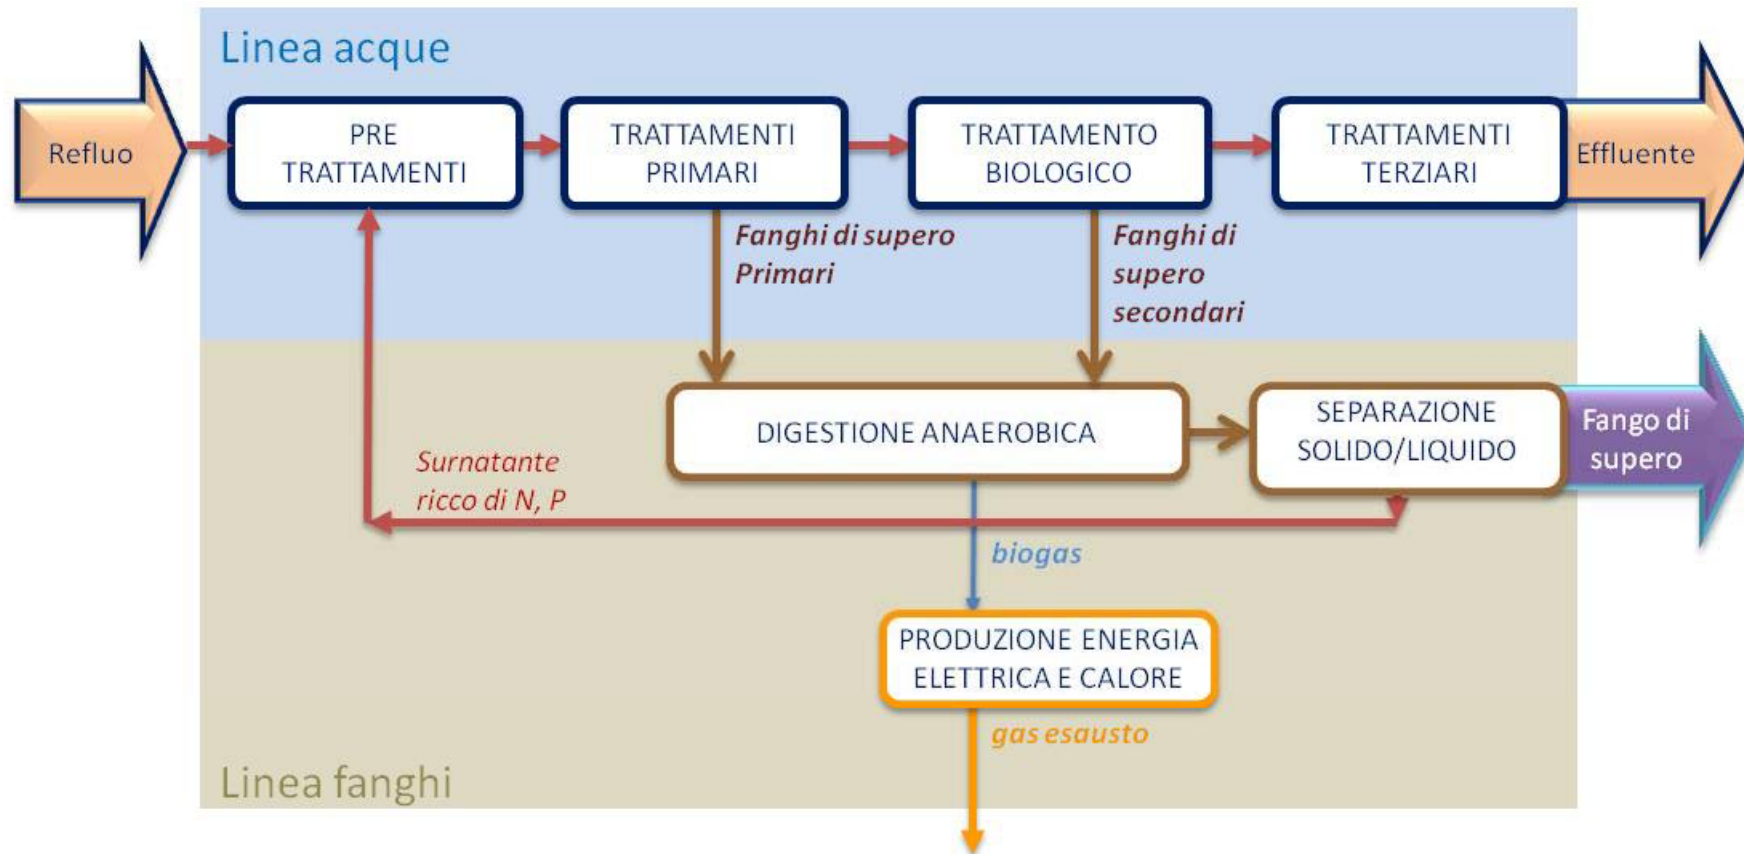 Linea acque
Refluo
PRE
TRATTAMENTI
TRATTAMENTI
PRIMARI
TRATTAMENTO
BIOLOGICO
TRATTAMENTI
TERZIARI
Effluente
Fanghi di supero
Primari
Fanghi di
supero
secondari
DIGESTIONE ANAEROBICA
SEPARAZIONE
SOLIDO/LIQUIDO
Fango di
supero
Surnatante
ricco di N, P
biogas
PRODUZIONE ENERGIA
ELETTRICA E CALORE
gas esausto
Linea fanghi